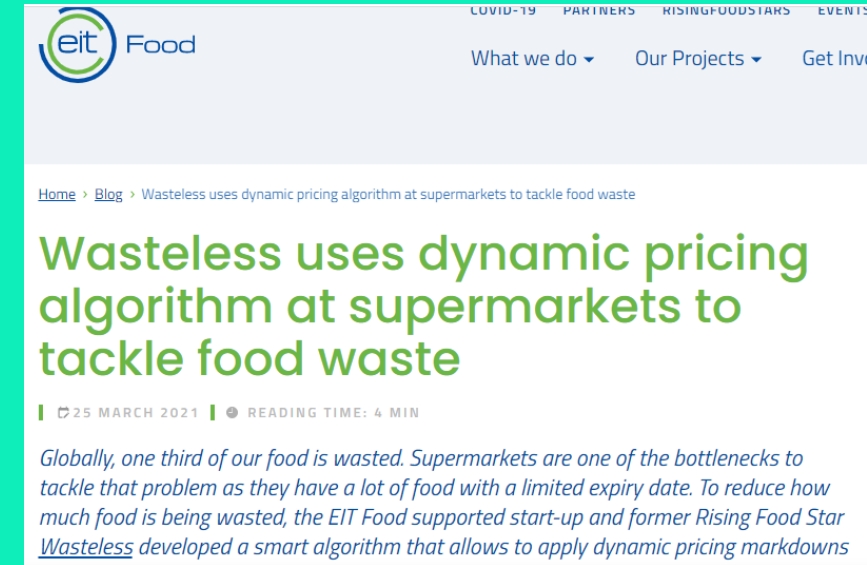 COVID-19 PARTNERS RISINGFOODSTARS EVENTS
eit Food
What we do Our Projects Get Inv
Home > Blog > Wasteless uses dynamic pricing algorithm at supermarkets to tackle food waste
Wasteless uses dynamic pricing
algorithm at supermarkets to
tackle food waste
25 MARCH 2021 READING TIME: 4 MIN
Globally, one third of our food is wasted. Supermarkets are one of the bottlenecks to
tackle that problem as they have a lot of food with a limited expiry date. To reduce how
much food is being wasted, the EIT Food supported start-up and former Rising Food Star
Wasteless developed a smart algorithm that allows to apply dynamic pricing markdowns